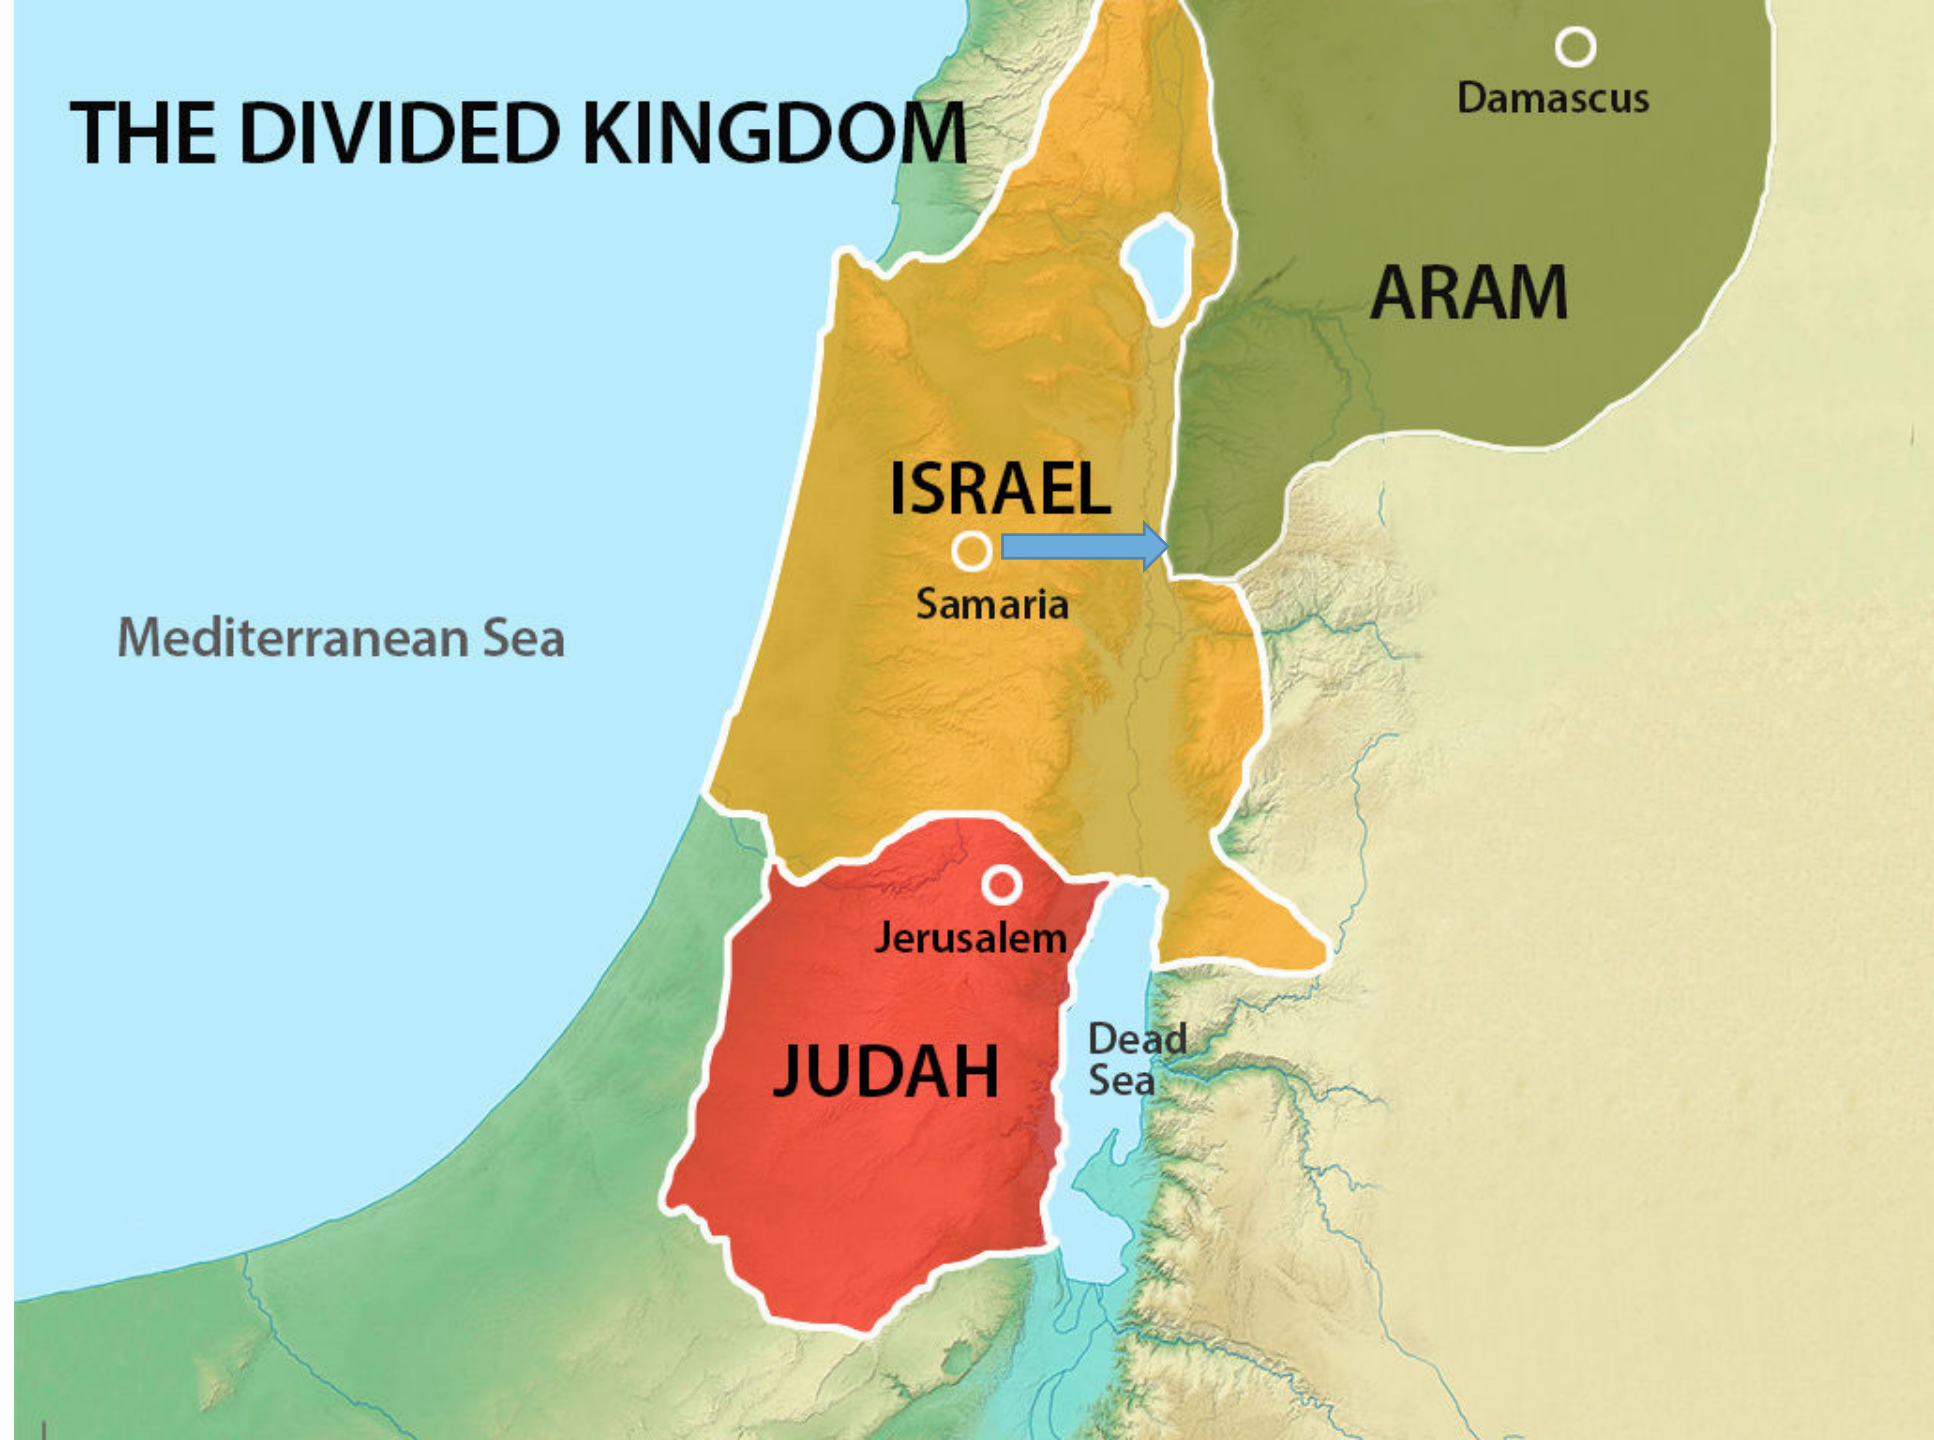 Damascus
THE DIVIDED KINGDOM
ARAM
ISRAEL
Samaria
Mediterranean Sea
Jerusalem
JUDAH
Dead
Sea